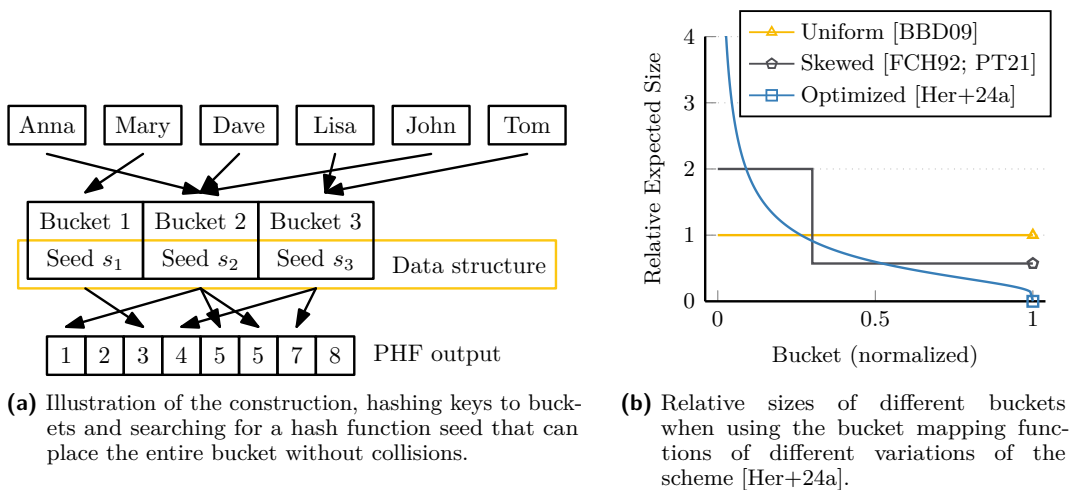 Anna Mary Dave Lisa John Tom
Bucket 1 Bucket 2 Bucket 3
Seed s1 Seed s2 Seed s3 Data structure
1 2 3 4 5 5 7 8 PHF output
(a) Illustration of the construction, hashing keys to buck-
ets and searching for a hash function seed that can
place the entire bucket without collisions.
Uniform [BBD09]
Skewed [FCH92; PT21]
Optimized [Her+24a]
Relative Expected Size
4
3
2
1
0
0 0.5 1
Bucket (normalized)
(b) Relative sizes of different buckets
when using the bucket mapping func-
tions of different variations of the
scheme [Her+24a].